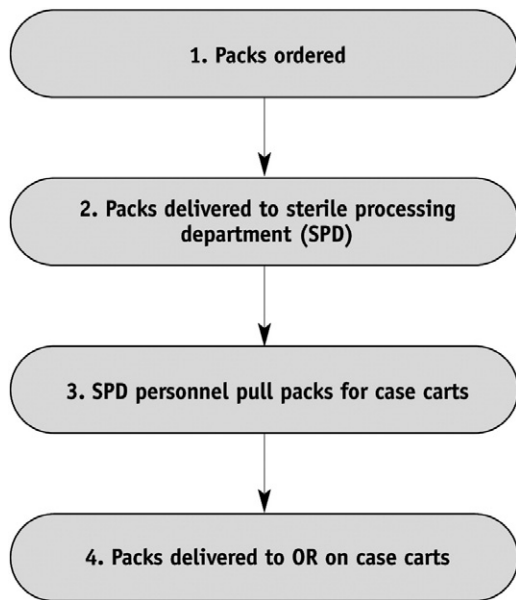 1. Packs ordered
2. Packs delivered to sterile processing
department (SPD)
3. SPD personnel pull packs for case carts
4. Packs delivered to OR on case carts